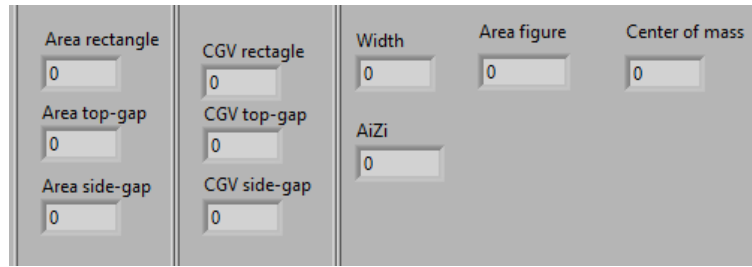 Area rectangle
0
Area top-gap
0
Area side-gap
0
CGV rectagle
0
CGV top-gap
0
CGV side-gap
0
Width
0
AiZi
0
Area figure
0
Center of mass
0